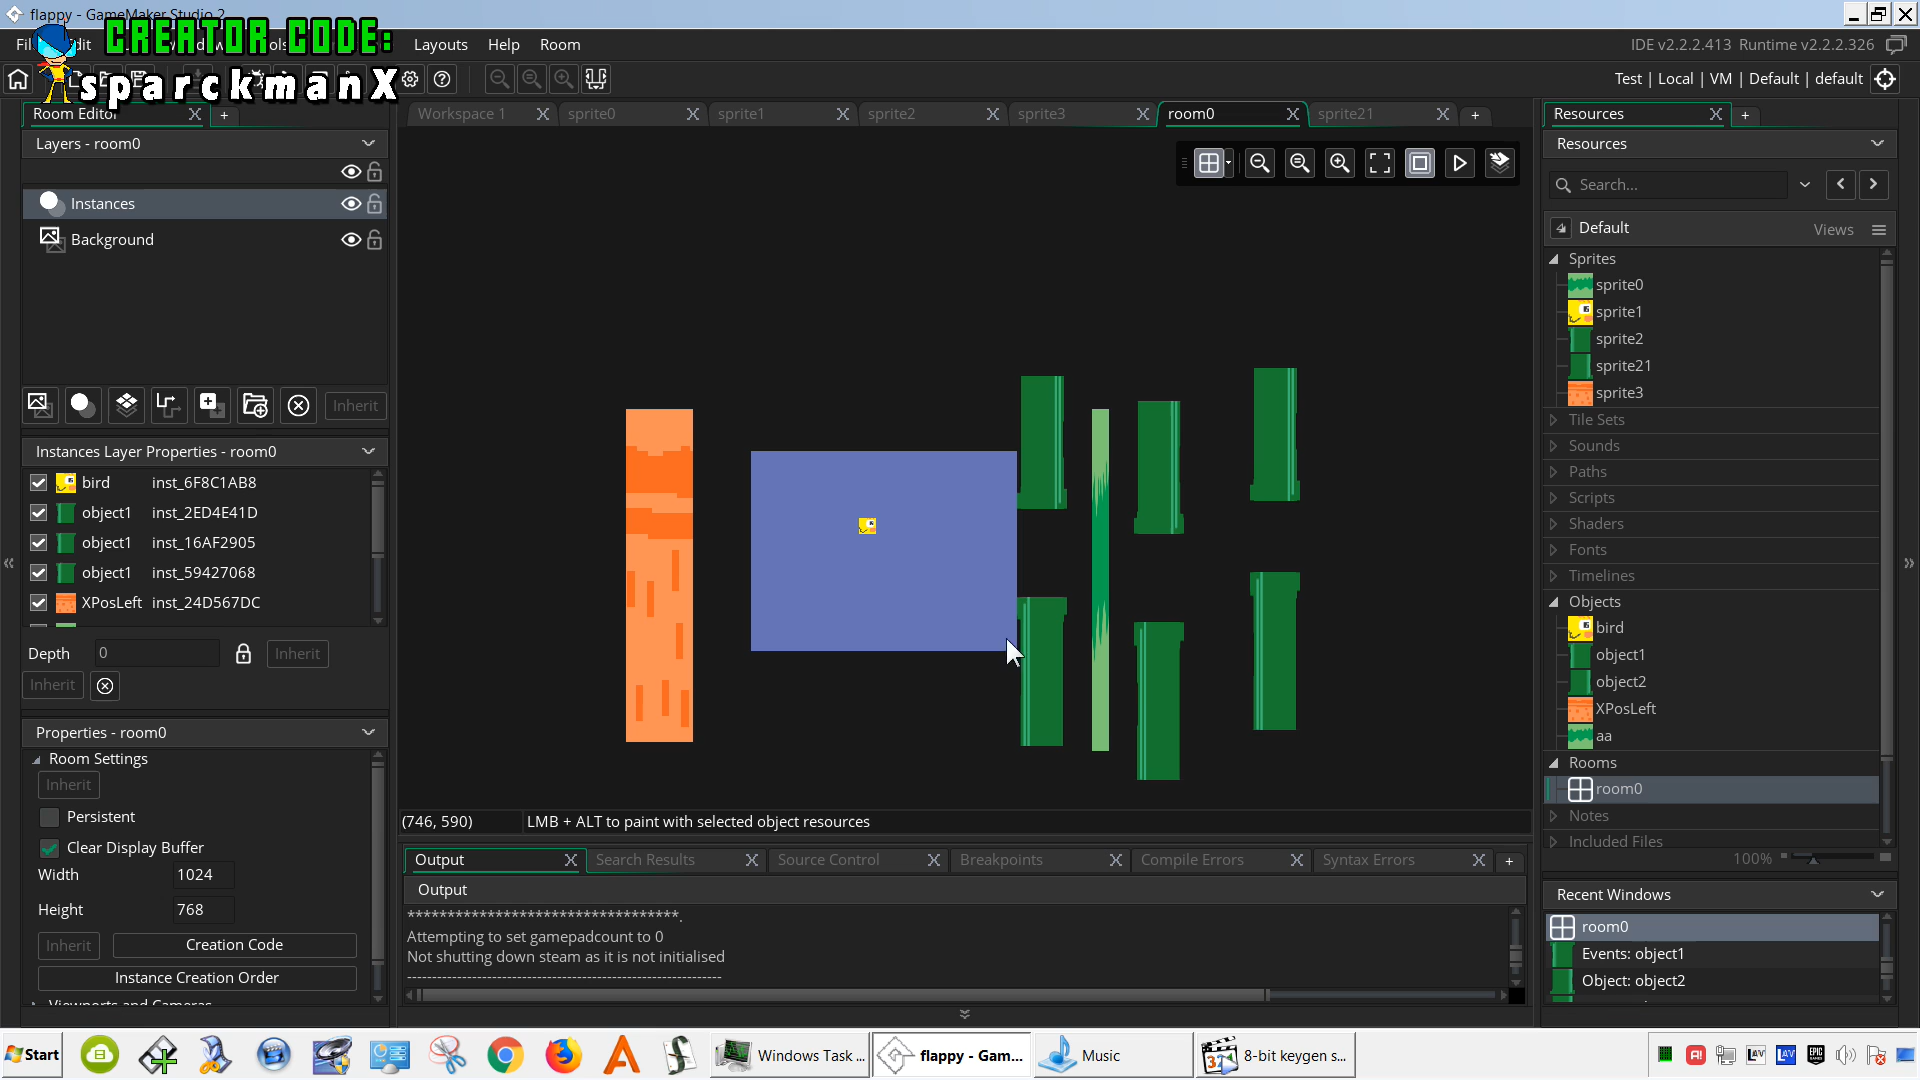 flappy - GameMaker Studio 2
CREATOR CODE:
sparckmanX
Layouts Help Room
IDE v2.2.2.413 Runtime v2.2.2.326
Test | Local | VM | Default | default
Room Editor
Workspace 1
sprite0
sprite1
sprite2
sprite3
room0
sprite21
Resources
Layers - room0
Instances
Background
Inherit
Instances Layer Properties - room0
bird inst_6F8C1AB8
object1 inst_2ED4E41D
object1 inst_16AF2905
object1 inst_59427068
XPosLeft inst_24D567DC
Depth 0 Inherit
Inherit
Properties - room0
Room Settings
Inherit
Persistent
Clear Display Buffer
Width 1024
Height 768
Inherit Creation Code
Instance Creation Order
Viewports and Cameras
(746, 590) LMB + ALT to paint with selected object resources
Output
Search Results
Source Control
Breakpoints
Compile Errors
Syntax Errors
Output
**********************************.
Attempting to set gamepadcount to 0
Not shutting down steam as it is not initialised
---------------------------------------------------------------
Resources
Search...
Default Views
Sprites
sprite0
sprite1
sprite2
sprite21
sprite3
Tile Sets
Sounds
Paths
Scripts
Shaders
Fonts
Timelines
Objects
bird
object1
object2
XPosLeft
aa
Rooms
room0
Notes
Included Files
100%
Recent Windows
room0
Events: object1
Object: object2
Start
Windows Task ...
flappy - Gam...
Music
8-bit keygen s...